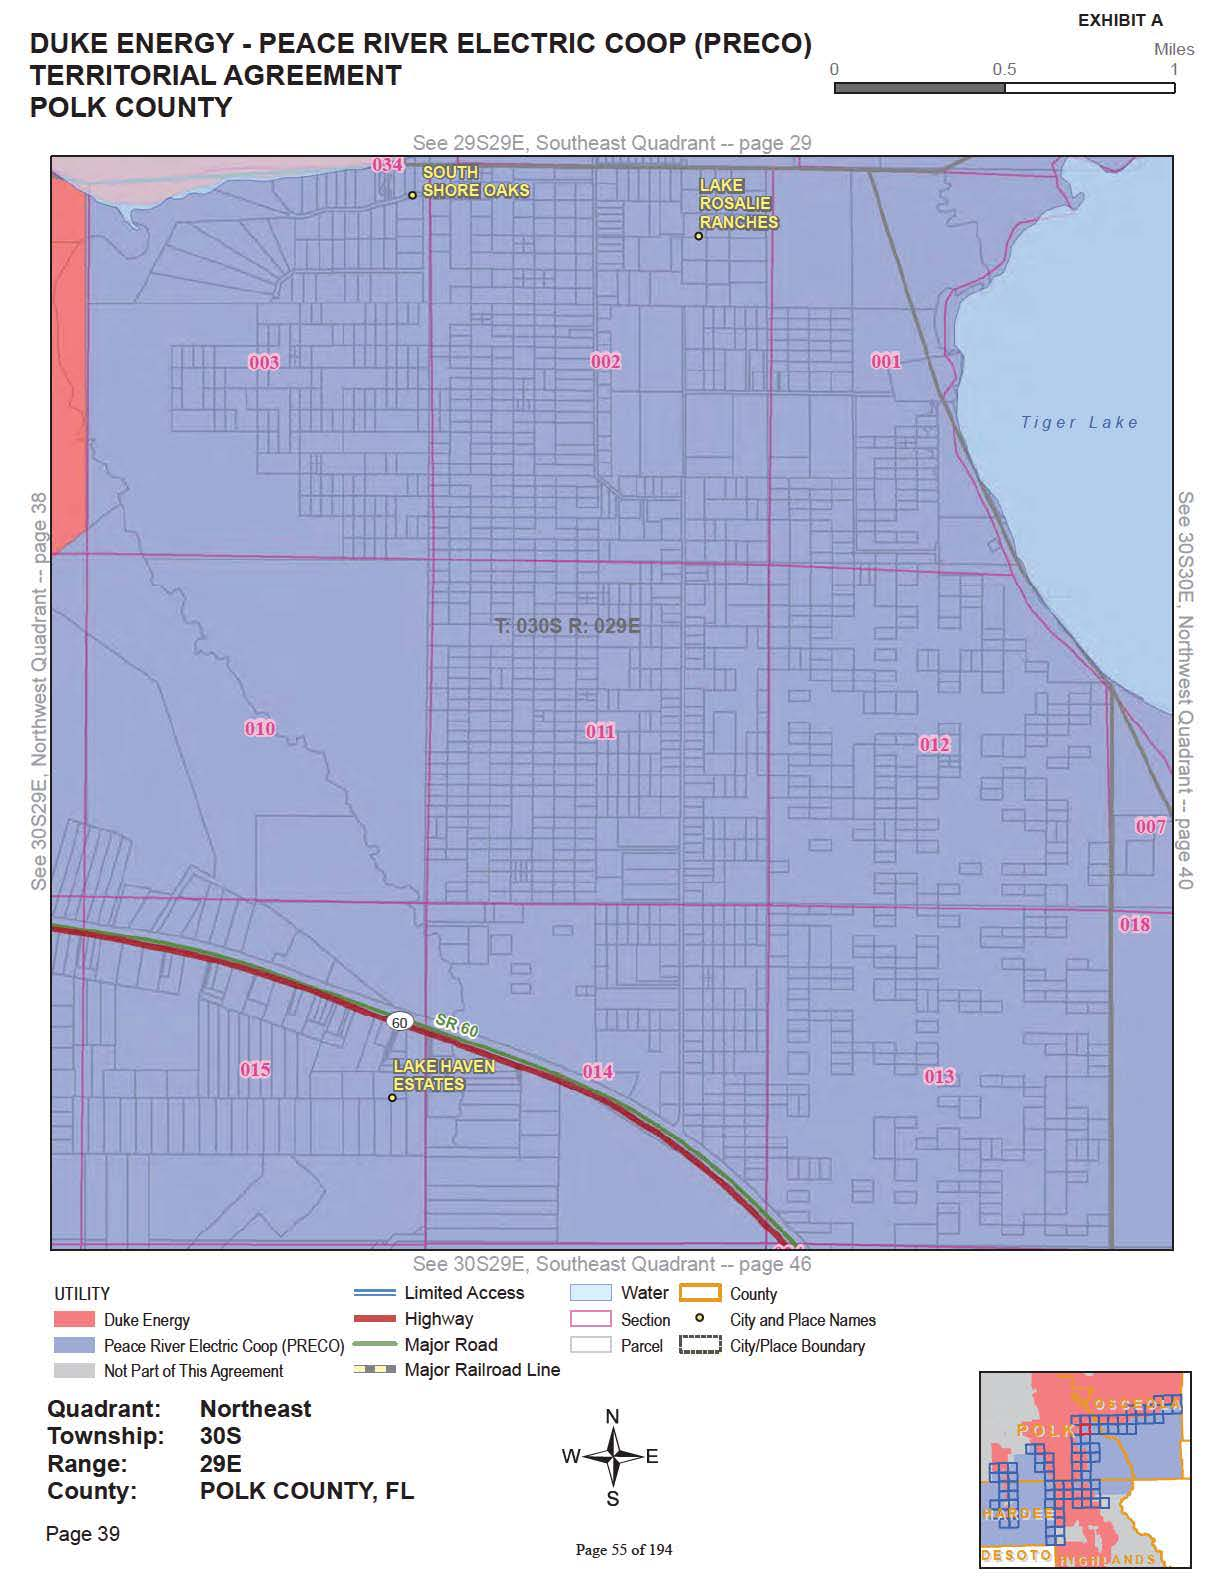 EXHIBIT A
DUKE ENERGY - PEACE RIVER ELECTRIC COOP (PRECO)
TERRITORIAL AGREEMENT
POLK COUNTY
Miles
0 0.5 1
See 29S29E, Southeast Quadrant -- page 29
034
SOUTH
SHORE OAKS
LAKE
ROSALIE
RANCHES
003
002
001
Tiger Lake
See 30S29E, Northwest Quadrant -- page 38
See 30S30E, Northwest Quadrant -- page 40
T: 030S R: 029E
010
011
012
007
018
60
SR 60
015
LAKE HAVEN
ESTATES
014
013
See 30S29E, Southeast Quadrant -- page 46
UTILITY
Duke Energy
Peace River Electric Coop (PRECO)
Not Part of This Agreement
Limited Access
Highway
Major Road
Major Railroad Line
Water
Section
Parcel
County
City and Place Names
City/Place Boundary
Quadrant: Northeast
Township: 30S
Range: 29E
County: POLK COUNTY, FL
Page 39
N
W E
S
Page 55 of 194
OSCEOLA
POLK
HARDEE
DESOTO
HIGHLANDS